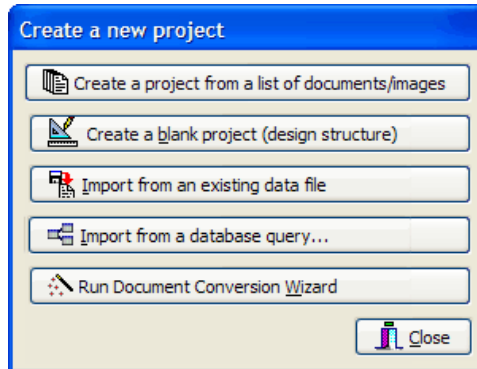 Create a new project
Create a project from a list of documents/images
Create a blank project (design structure)
Import from an existing data file
Import from a database query...
Run Document Conversion Wizard
Close